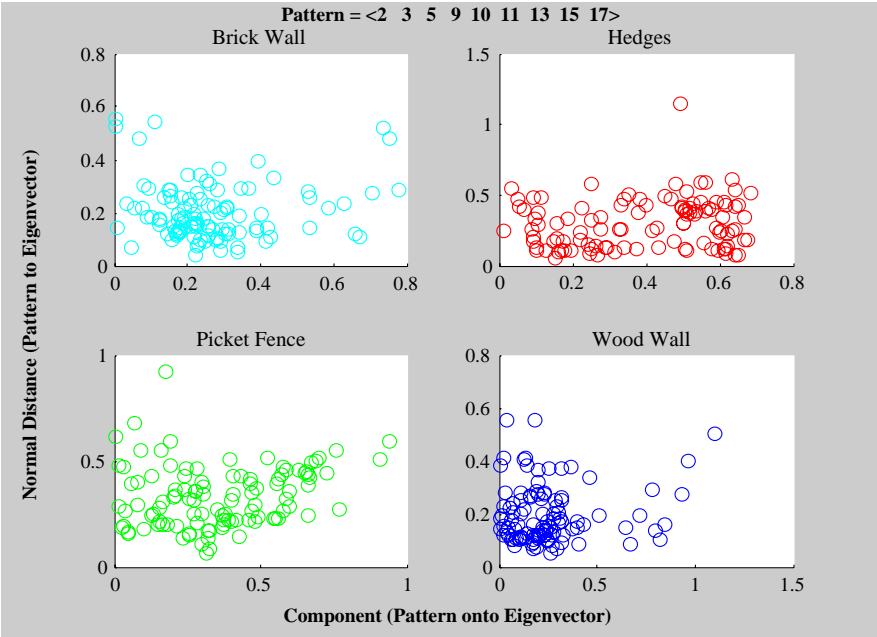 Pattern = <2 3 5 9 10 11 13 15 17>
Brick Wall
Hedges
0.8
0.6
0.4
0.2
0
0 0.2 0.4 0.6 0.8
1.5
1
0.5
0
0 0.2 0.4 0.6 0.8
Normal Distance (Pattern to Eigenvector)
Picket Fence
Wood Wall
1
0.5
0
0 0.5 1
0.8
0.6
0.4
0.2
0
0 0.5 1 1.5
Component (Pattern onto Eigenvector)